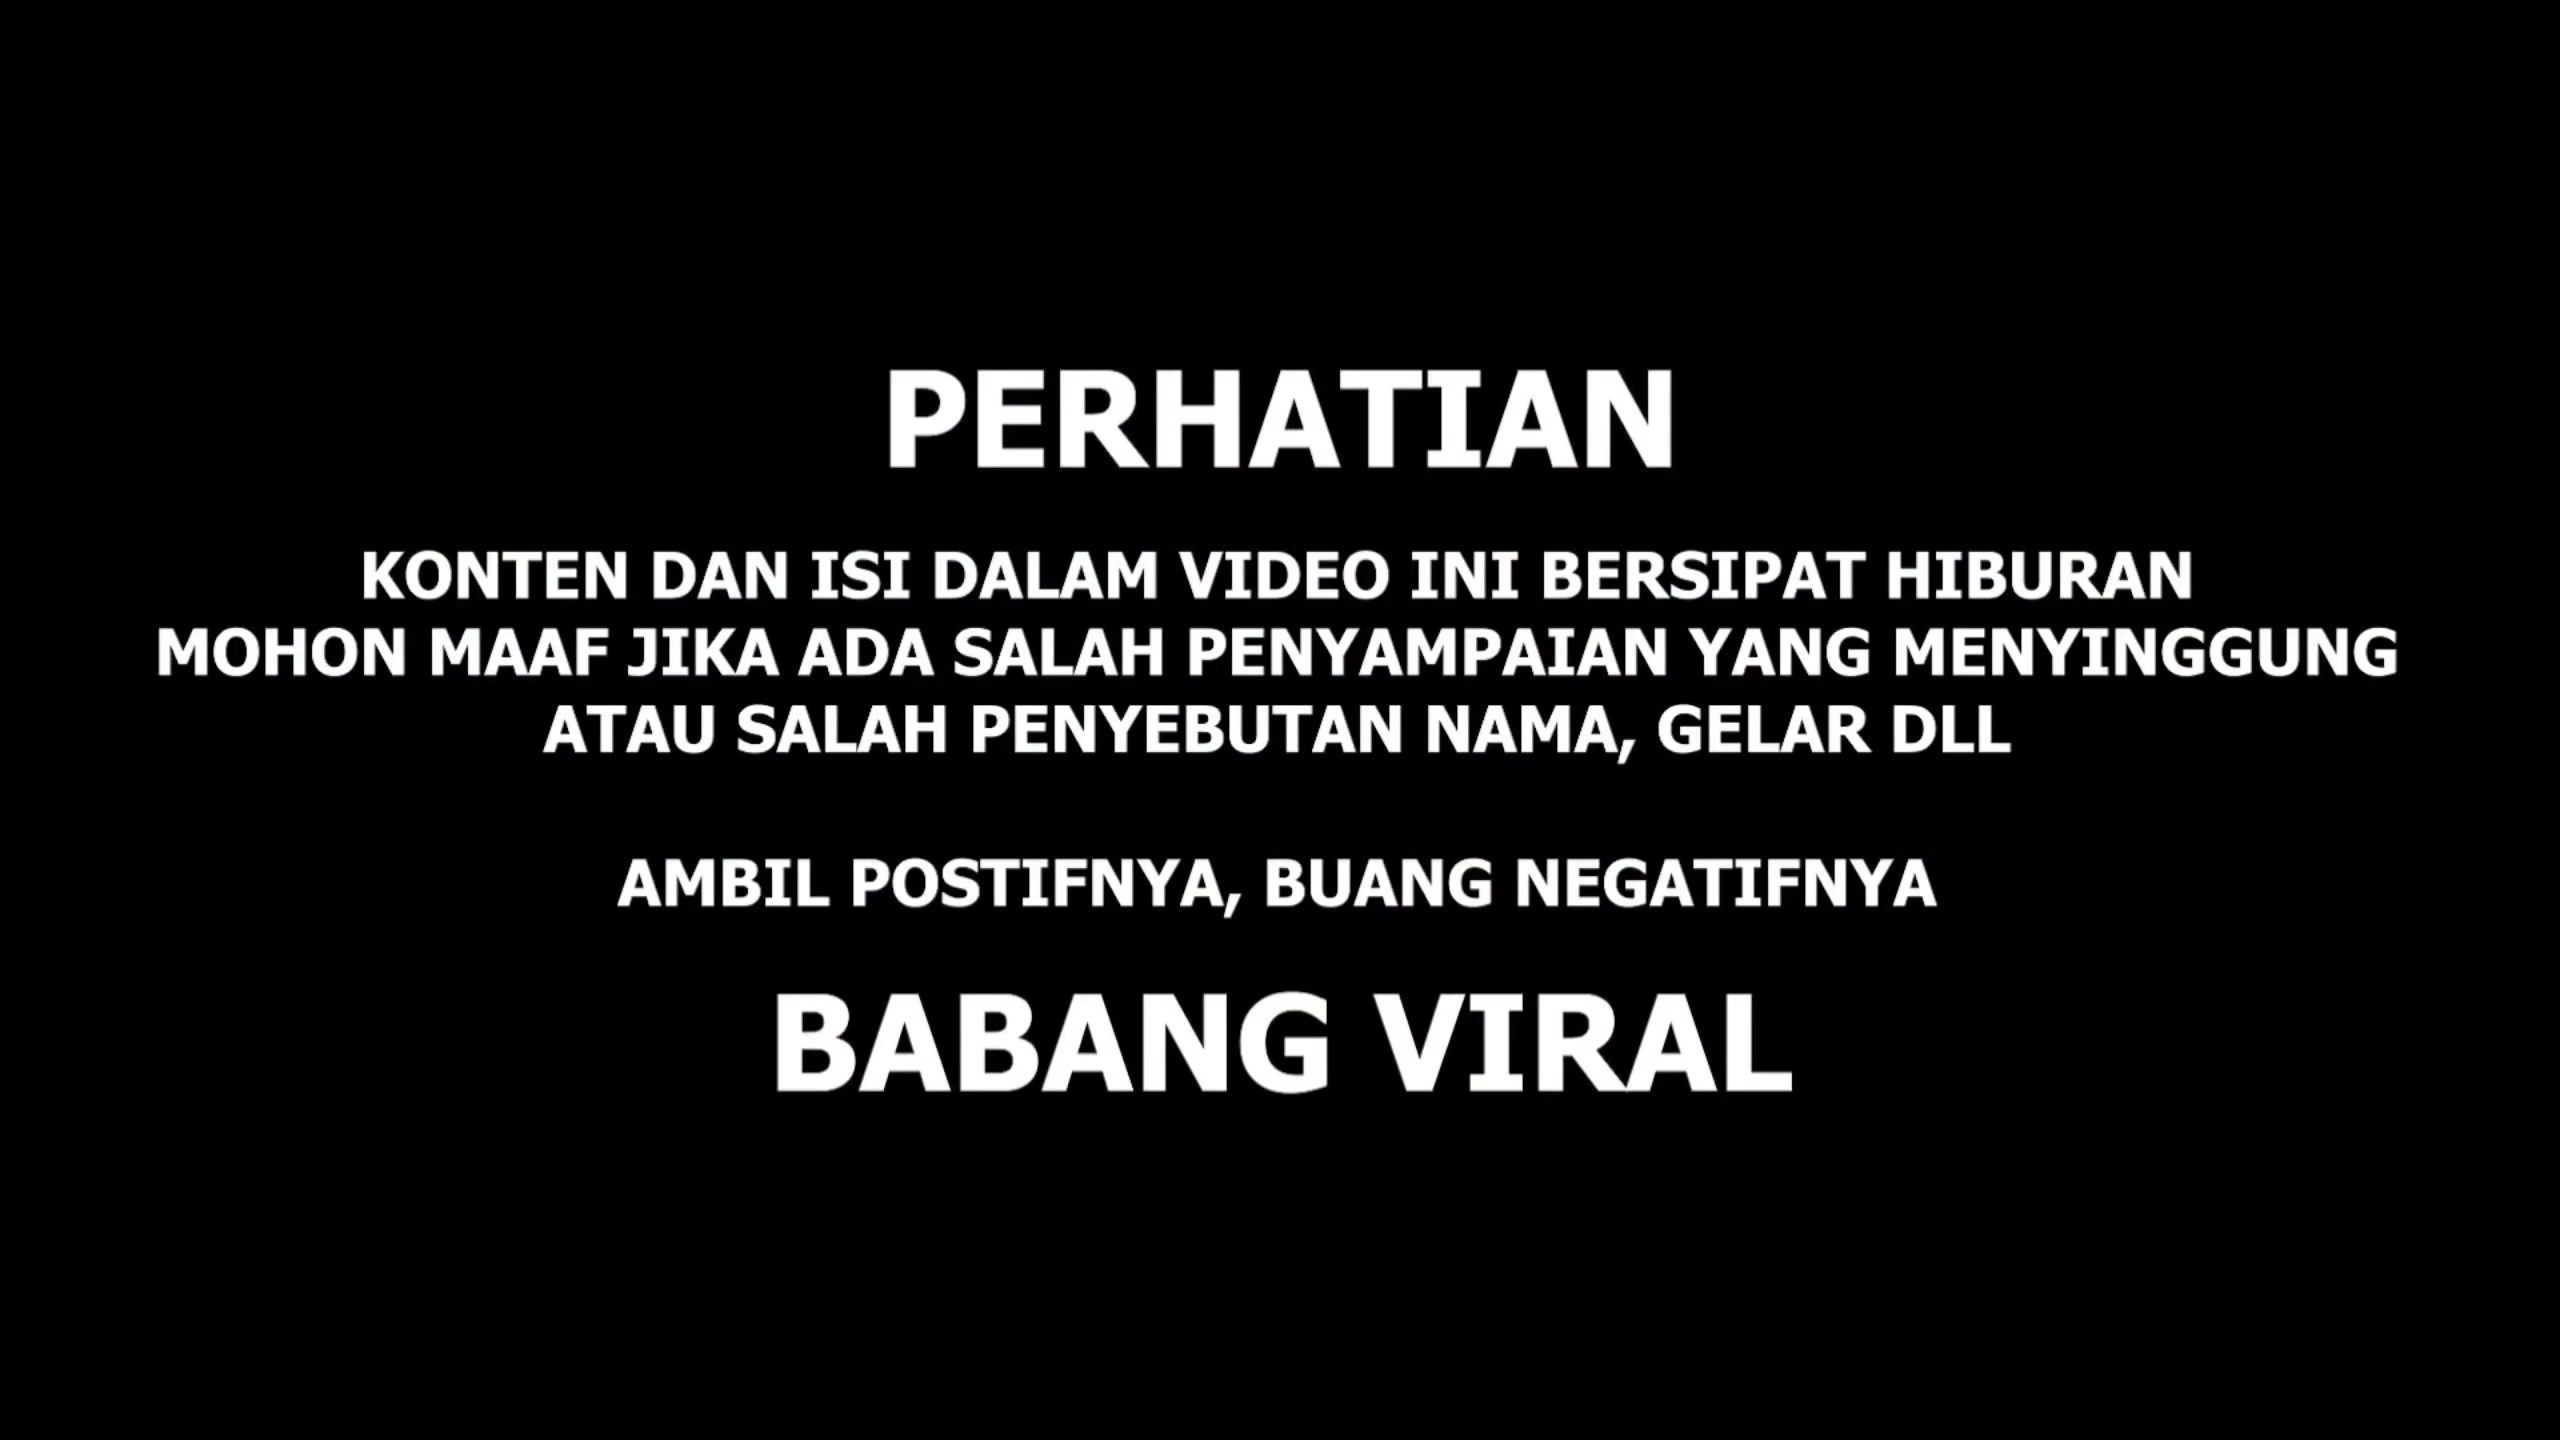 PERHATIAN
KONTEN DAN ISI DALAM VIDEO INI BERSIPAT HIBURAN
MOHON MAAF JIKA ADA SALAH PENYAMPAIAN YANG MENYINGGUNG
ATAU SALAH PENYEBUTAN NAMA, GELAR DLL
AMBIL POSTIFNYA, BUANG NEGATIFNYA
BABANG VIRAL